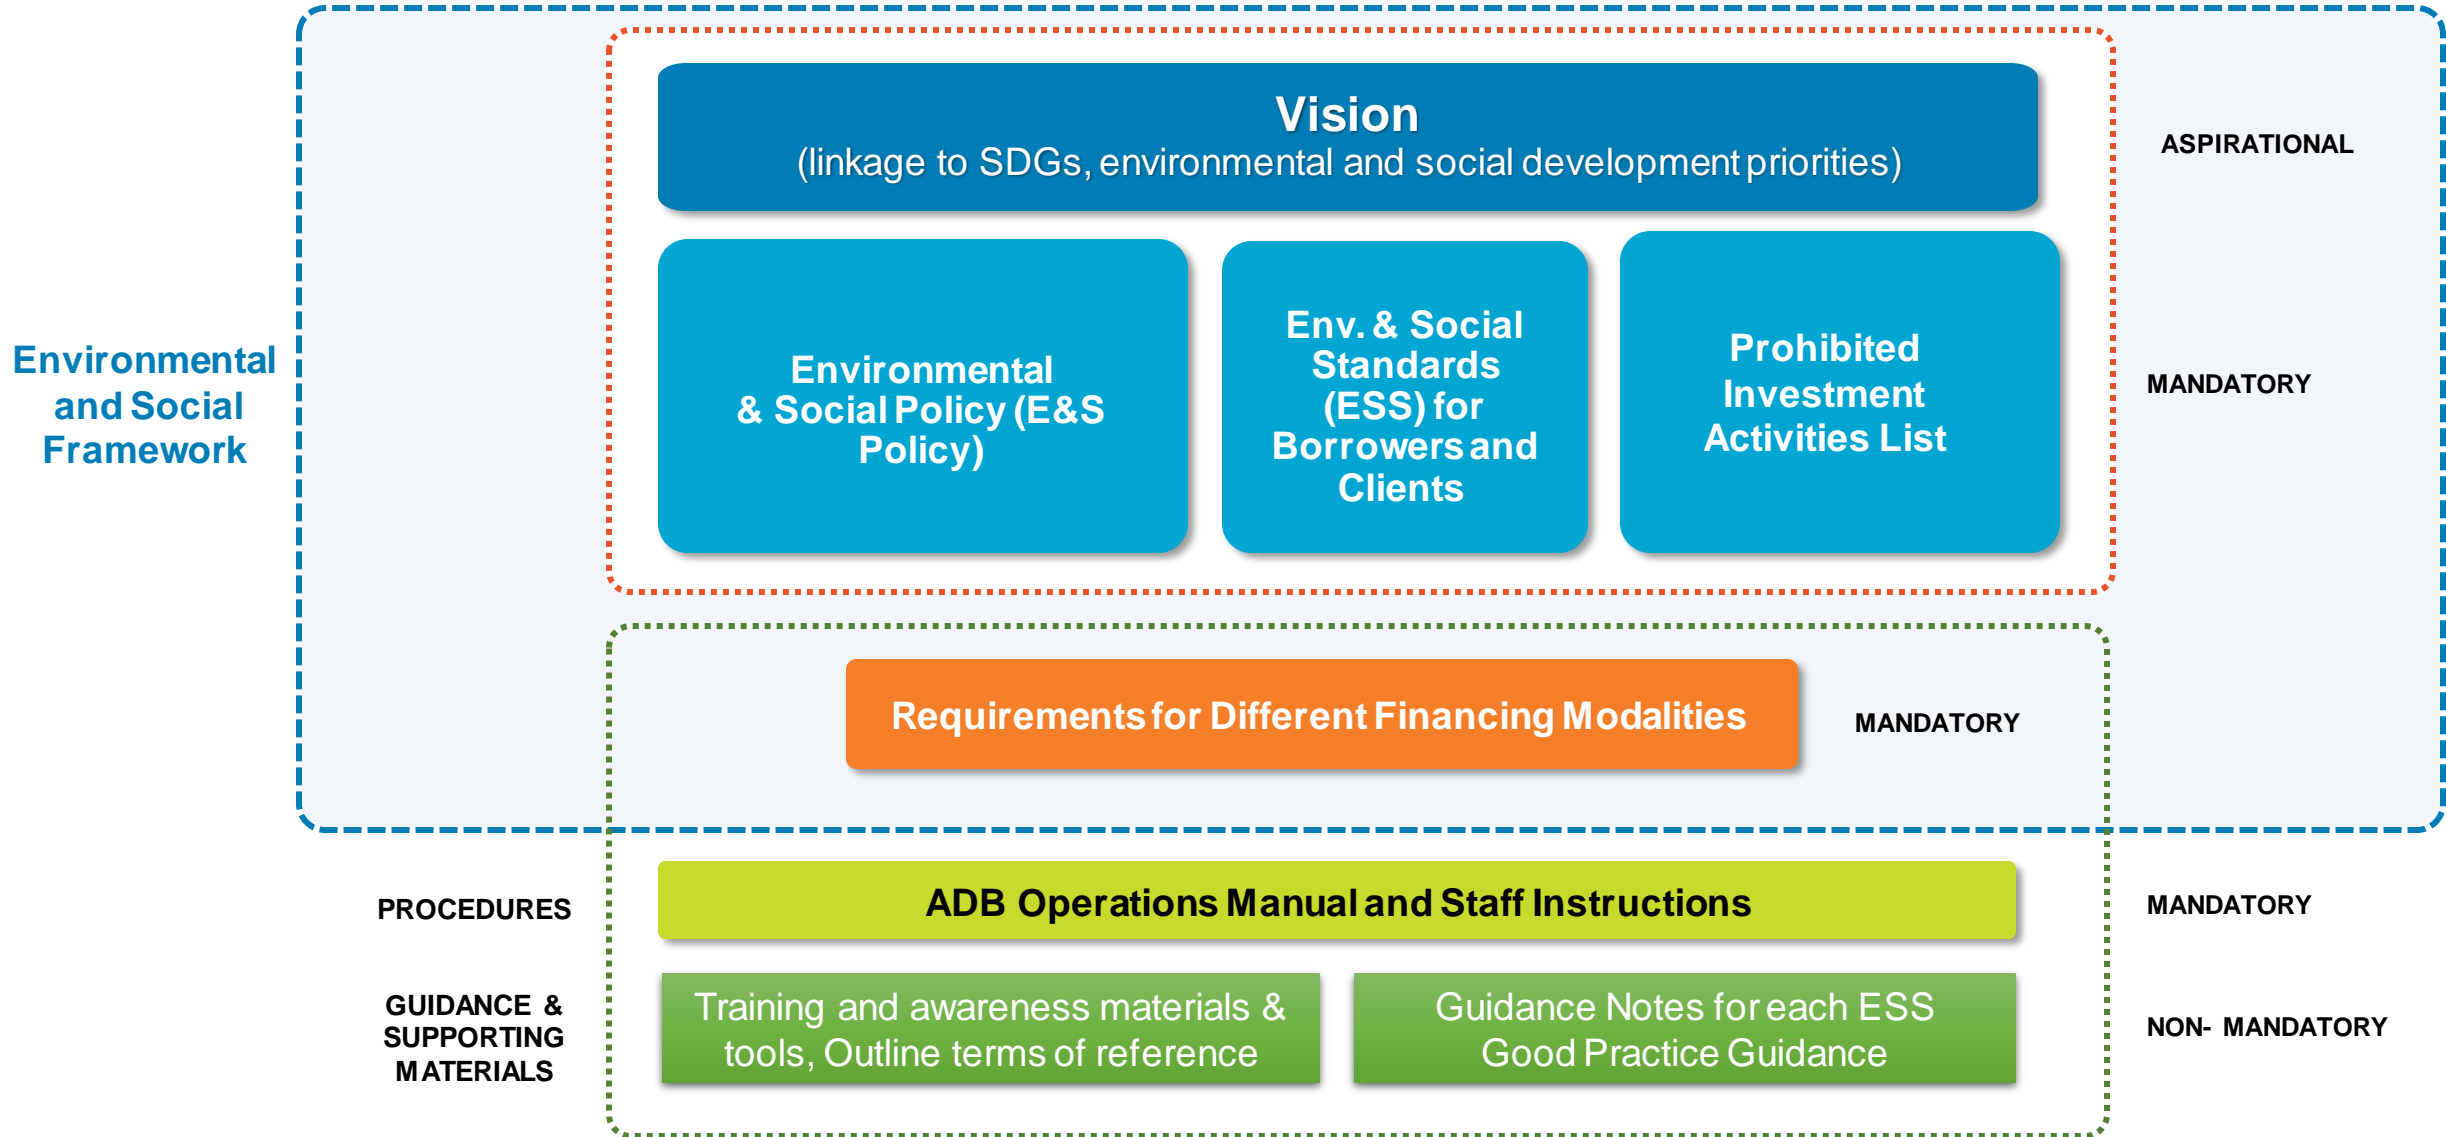 Vision
(linkage to SDGs, environmental and social development priorities)
ASPIRATIONAL
Environmental
and Social
Framework
Environmental
& Social Policy (E&S
Policy)
Env. & Social
Standards
(ESS) for
Borrowers and
Clients
Prohibited
Investment
Activities List
MANDATORY
Requirements for Different Financing Modalities
MANDATORY
PROCEDURES
ADB Operations Manual and Staff Instructions
MANDATORY
GUIDANCE &
SUPPORTING
MATERIALS
Training and awareness materials &
tools, Outline terms of reference
Guidance Notes for each ESS
Good Practice Guidance
NON- MANDATORY